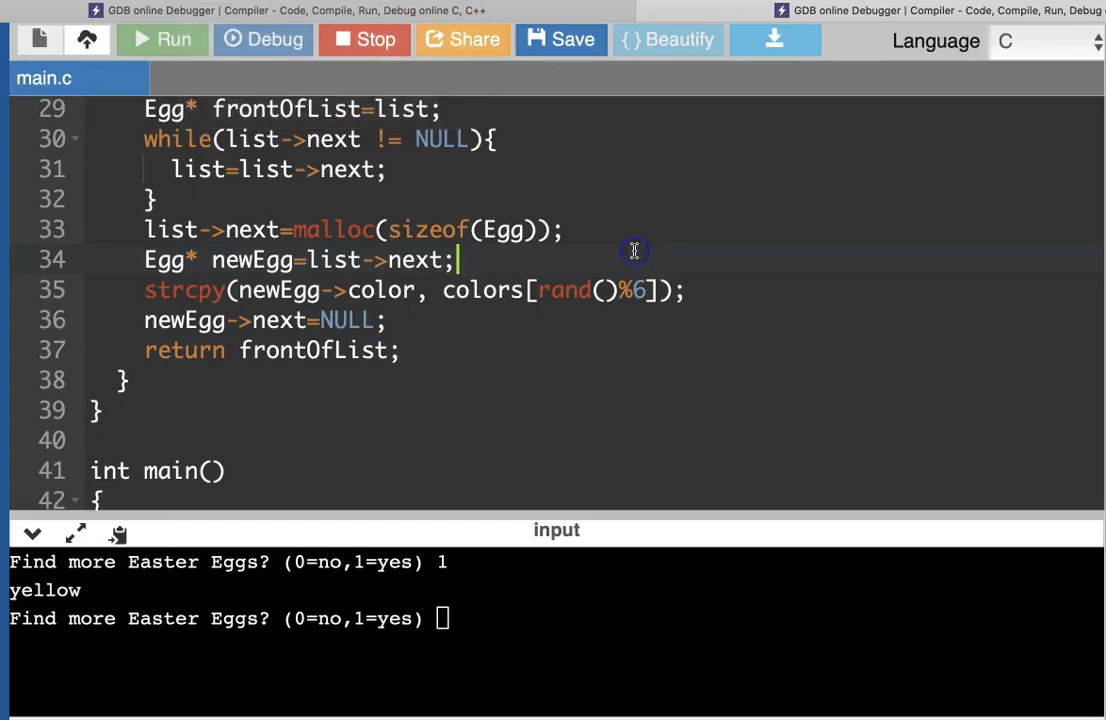 GDB online Debugger | Compiler - Code, Compile, Run, Debug online C, C++
GDB online Debugger | Compiler - Code, Compile, Run, Debug
Run Debug Stop Share Save { } Beautify Language C
main.c
29 Egg* frontOfList=list;
30 while(list->next != NULL){
31 list=list->next;
32 }
33 list->next=malloc(sizeof(Egg));
34 Egg* newEgg=list->next;
35 strcpy(newEgg->color, colors[rand()%6]);
36 newEgg->next=NULL;
37 return frontOfList;
38 }
39 }
40
41 int main()
42 {
input
Find more Easter Eggs? (0=no,1=yes) 1
yellow
Find more Easter Eggs? (0=no,1=yes)